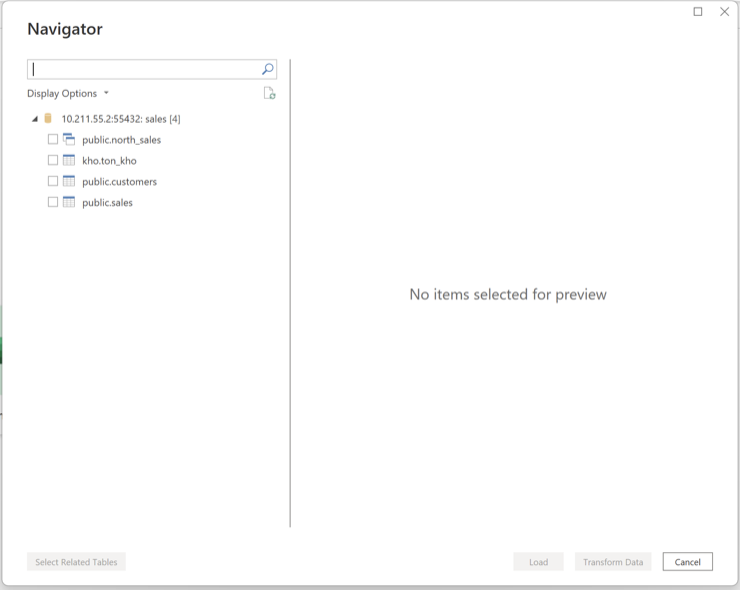 Navigator
Display Options
10.211.55.2:55432: sales [4]
public.north_sales
kho.ton_kho
public.customers
public.sales
No items selected for preview
Select Related Tables
Load
Transform Data
Cancel